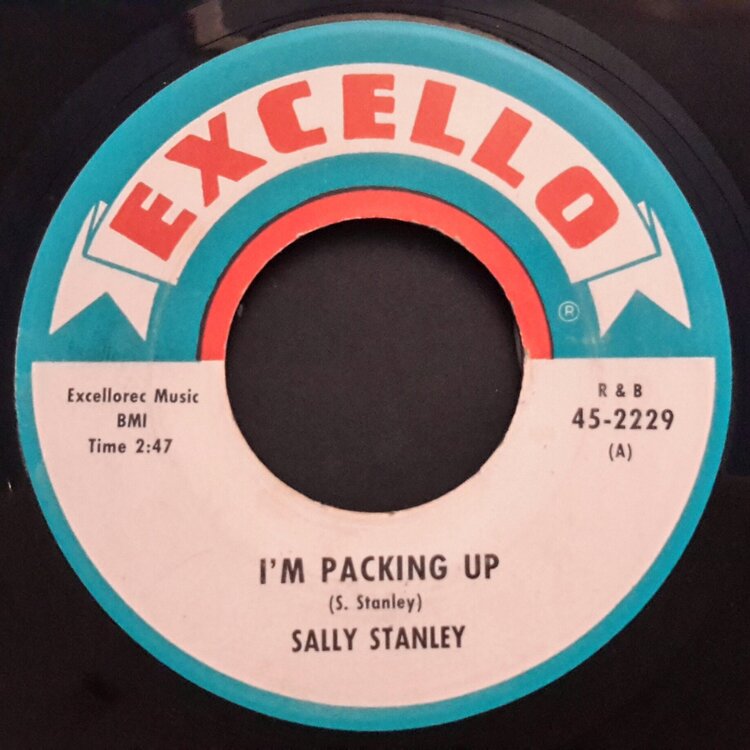 EXCELLO
®
Excellorec Music
BMI
Time 2:47
R & B
45-2229
(A)
I'M PACKING UP
(S. Stanley)
SALLY STANLEY